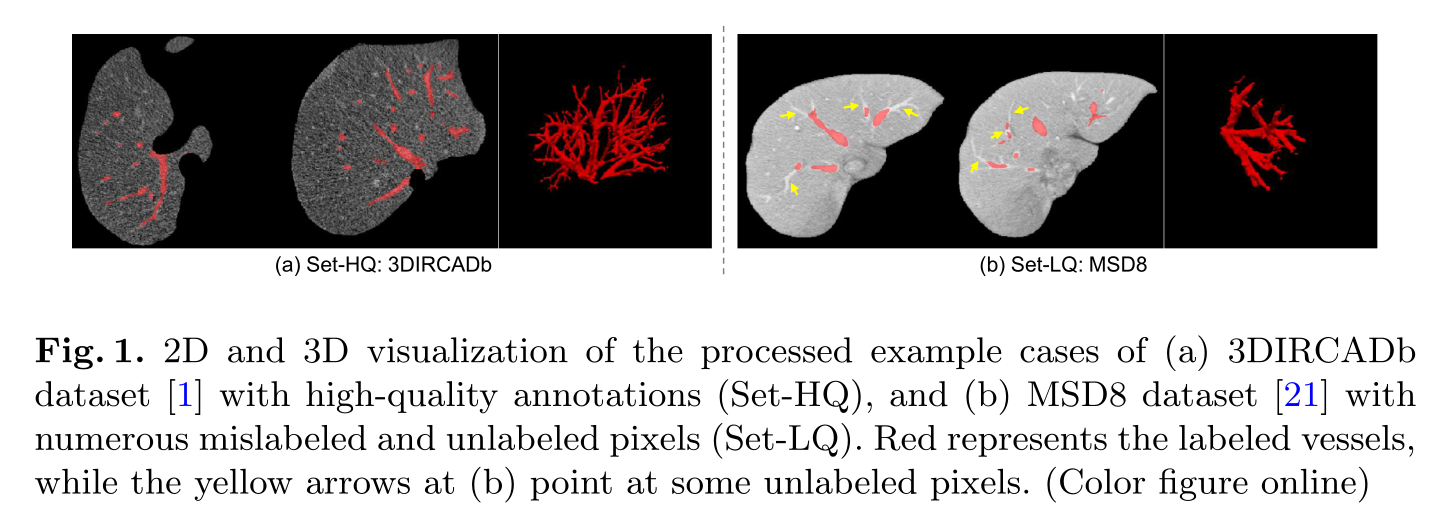 (a) Set-HQ: 3DIRCADb
(b) Set-LQ: MSD8
Fig. 1. 2D and 3D visualization of the processed example cases of (a) 3DIRCADb
dataset [1] with high-quality annotations (Set-HQ), and (b) MSD8 dataset [21] with
numerous mislabeled and unlabeled pixels (Set-LQ). Red represents the labeled vessels,
while the yellow arrows at (b) point at some unlabeled pixels. (Color figure online)